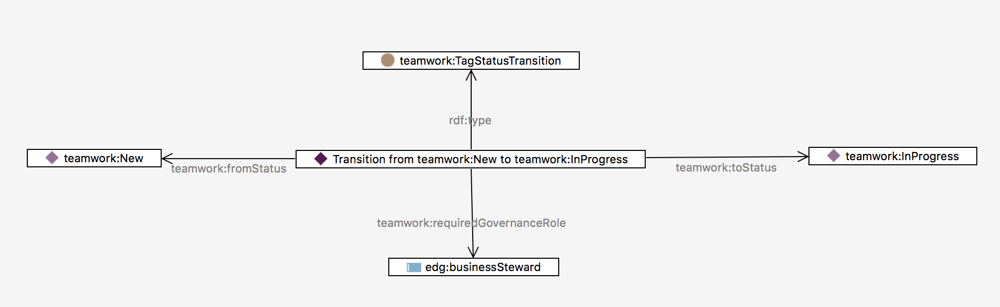 teamwork:TagStatusTransition
rdf:type
teamwork:New
teamwork:fromStatus
Transition from teamwork:New to teamwork:InProgress
teamwork:toStatus
teamwork:InProgress
teamwork:requiredGovernanceRole
edg:businessSteward